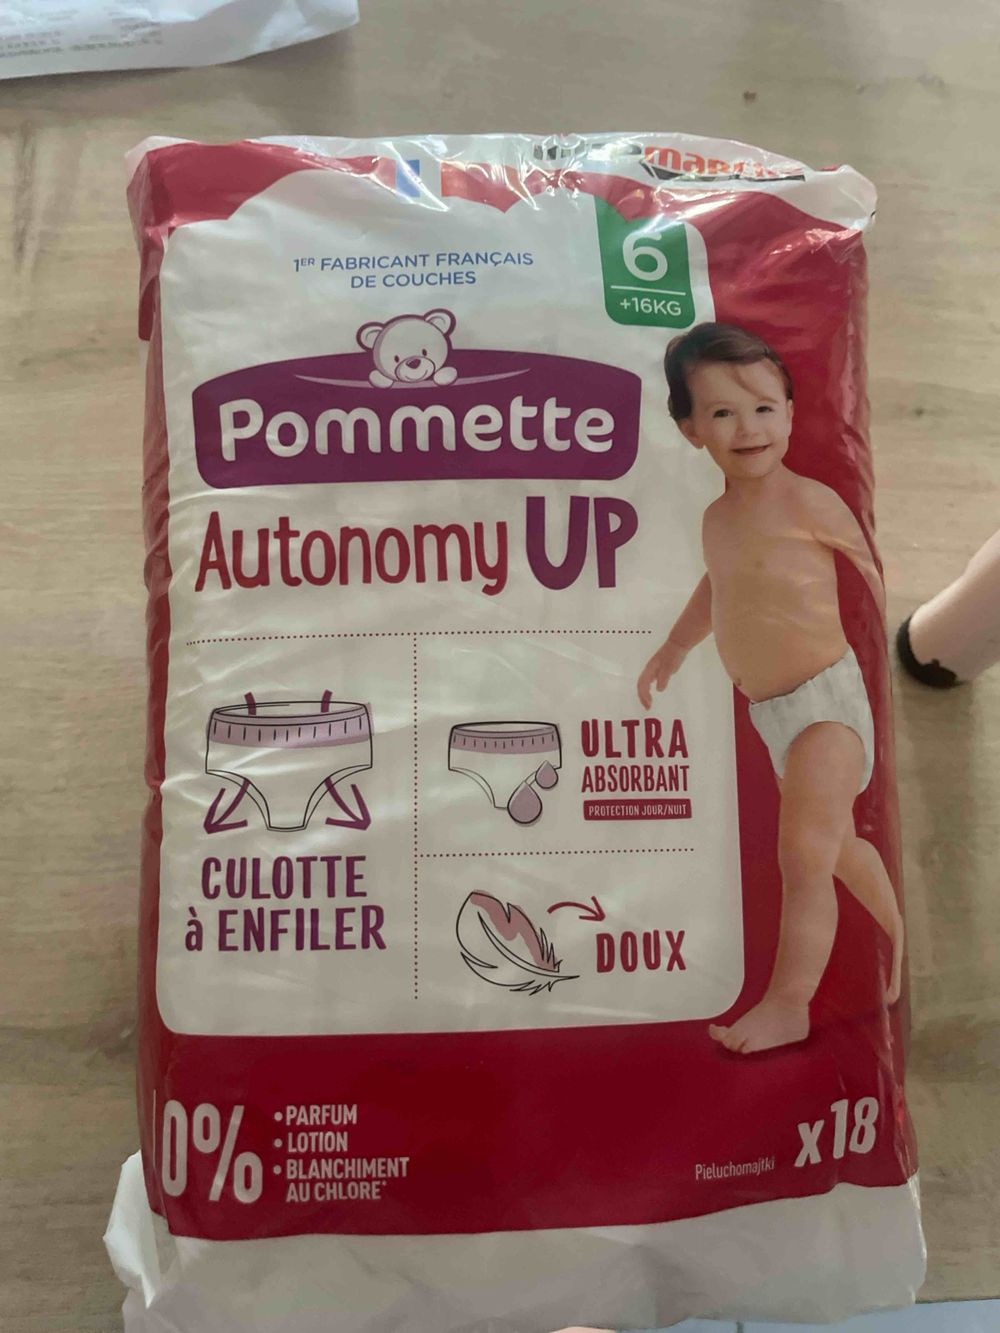 1ER FABRICANT FRANÇAIS
DE COUCHES
6
+16KG
Pommette
Autonomy UP
CULOTTE
à ENFILER
ULTRA
ABSORBANT
PROTECTION JOUR/NUIT
DOUX
0%
• PARFUM
• LOTION
• BLANCHIMENT
AU CHLORE*
Pieluchomajtki
x18